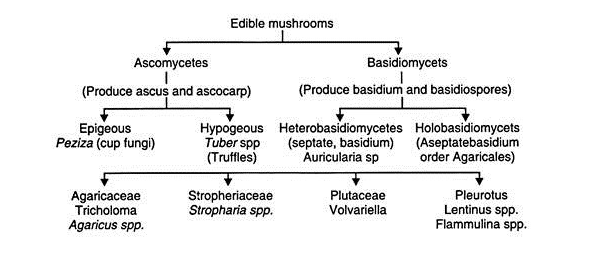 Edible mushrooms
Ascomycetes
Basidiomycets
(Produce ascus and ascocarp)
(Produce basidium and basidiospores)
Epigeous
Peziza (cup fungi)
Hypogeous
Tuber spp
(Truffles)
Heterobasidiomycetes
(septate, basidium)
Auricularia sp
Holobasidiomycets
(Aseptatebasidium
order Agaricales)
Agaricaceae
Tricholoma
Agaricus spp.
Stropheriaceae
Stropharia spp.
Plutaceae
Volvariella
Pleurotus
Lentinus spp.
Flammulina spp.